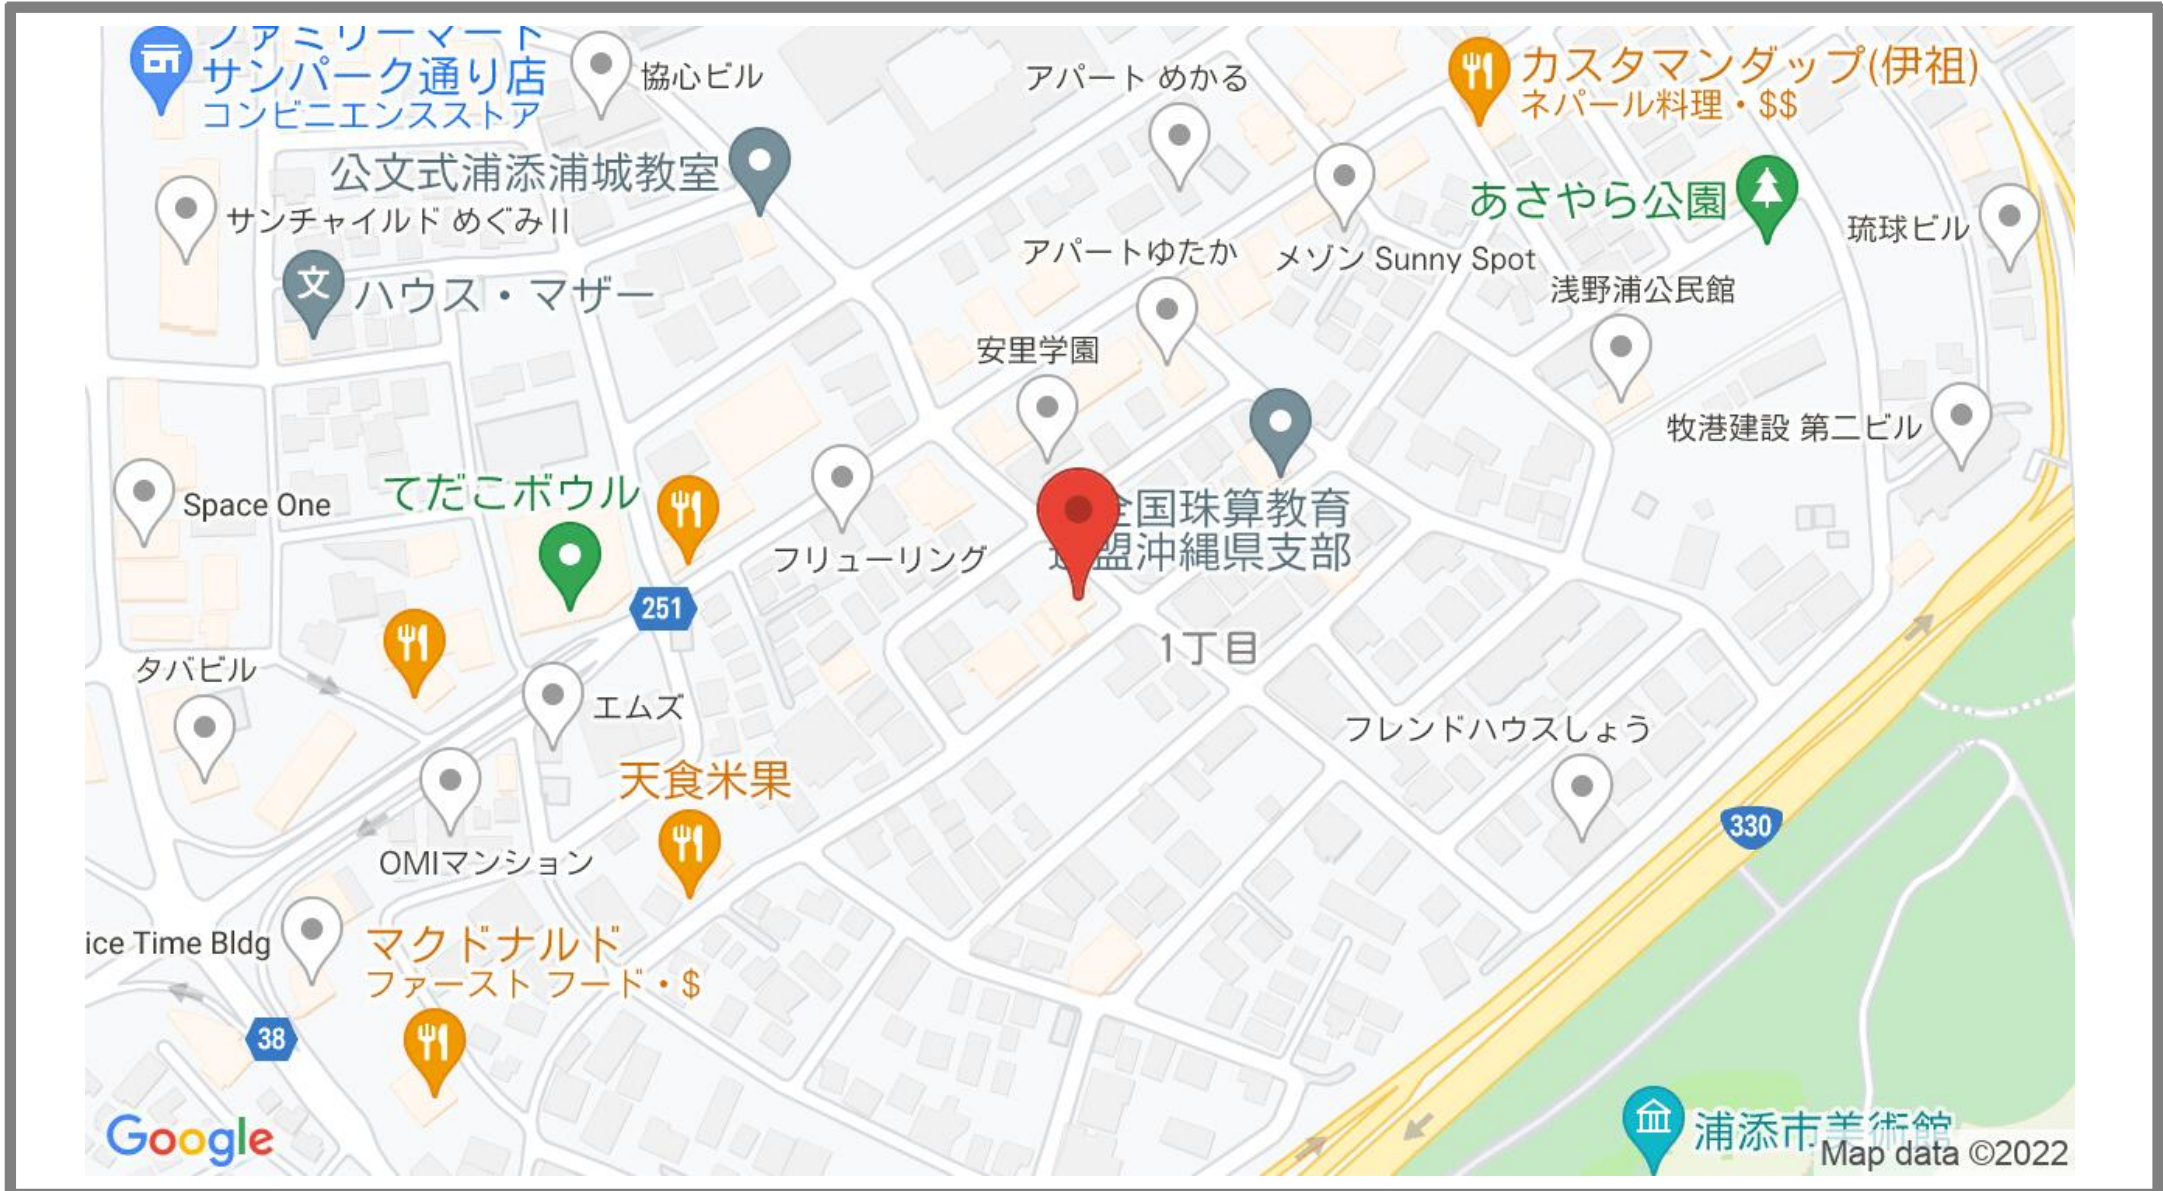 ファミリーマート
サンパーク通り店
コンビニエンスストア
協心ビル
アパート めかる
カスタマンダップ(伊祖)
ネパール料理・$$
公文式浦添浦城教室
サンチャイルド めぐみII
あさやら公園
琉球ビル
ハウス・マザー
文
アパートゆたか
メゾン Sunny Spot
浅野浦公民館
安里学園
牧港建設 第二ビル
Space One
てだこボウル
フリューリング
国珠算教育
盟沖縄県支部
251
1丁目
タバビル
エムズ
フレンドハウスしょう
天食米果
330
OMIマンション
ice Time Bldg
マクドナルド
ファースト フード・$
38
Google
浦添市美術館
Map data ©2022